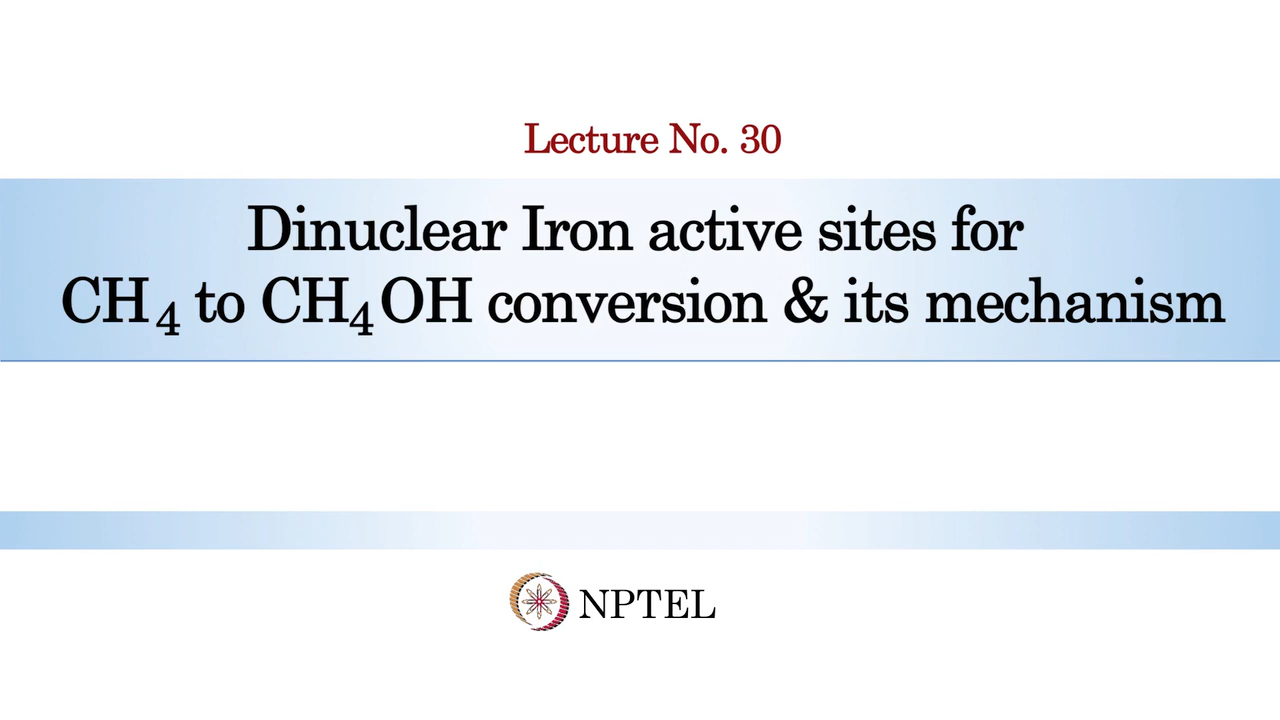 Lecture No. 30
Dinuclear Iron active sites for
CH₄ to CH₄OH conversion & its mechanism
NPTEL